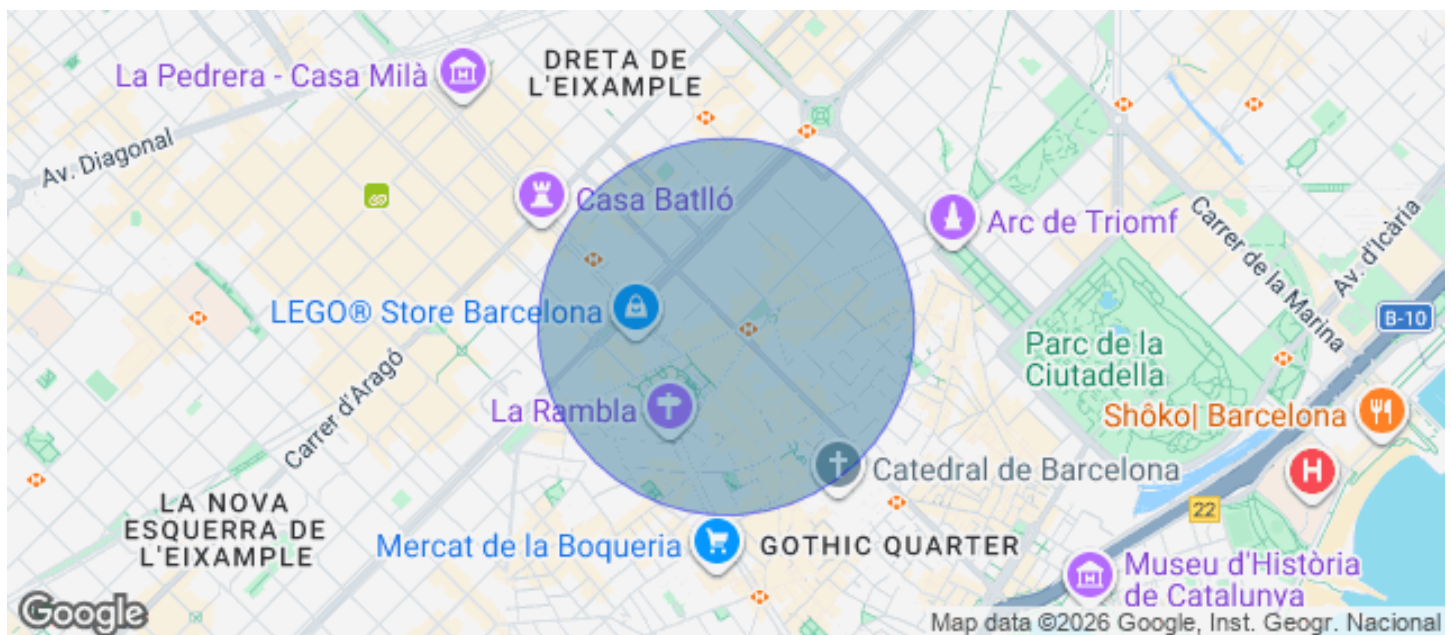 DRETA DE
L'EIXAMPLE
La Pedrera - Casa Milà
Av. Diagonal
Casa Batlló
Arc de Triomf
Carrer de la Marina
Av. d'Icària
LEGO® Store Barcelona
B-10
Parc de la
Ciutadella
La Rambla
Shôko| Barcelona
Carrer d'Aragó
Catedral de Barcelona
H
LA NOVA
ESQUERRA DE
L'EIXAMPLE
22
Mercat de la Boqueria
GOTHIC QUARTER
Museu d'Història
de Catalunya
Google
Map data ©2026 Google, Inst. Geogr. Nacional